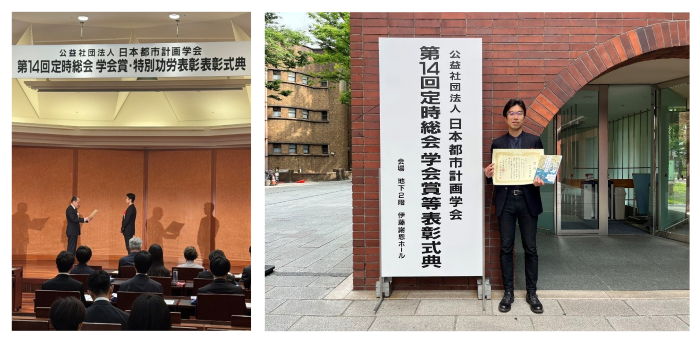 公益社団法人 日本都市計画学会
第14回定時総会 学会賞・特別功労表彰表彰式典
公益社団法人 日本都市計画学会
第14回定時総会 学会賞等表彰式典
会場 地下2階 伊藤謝恩ホール